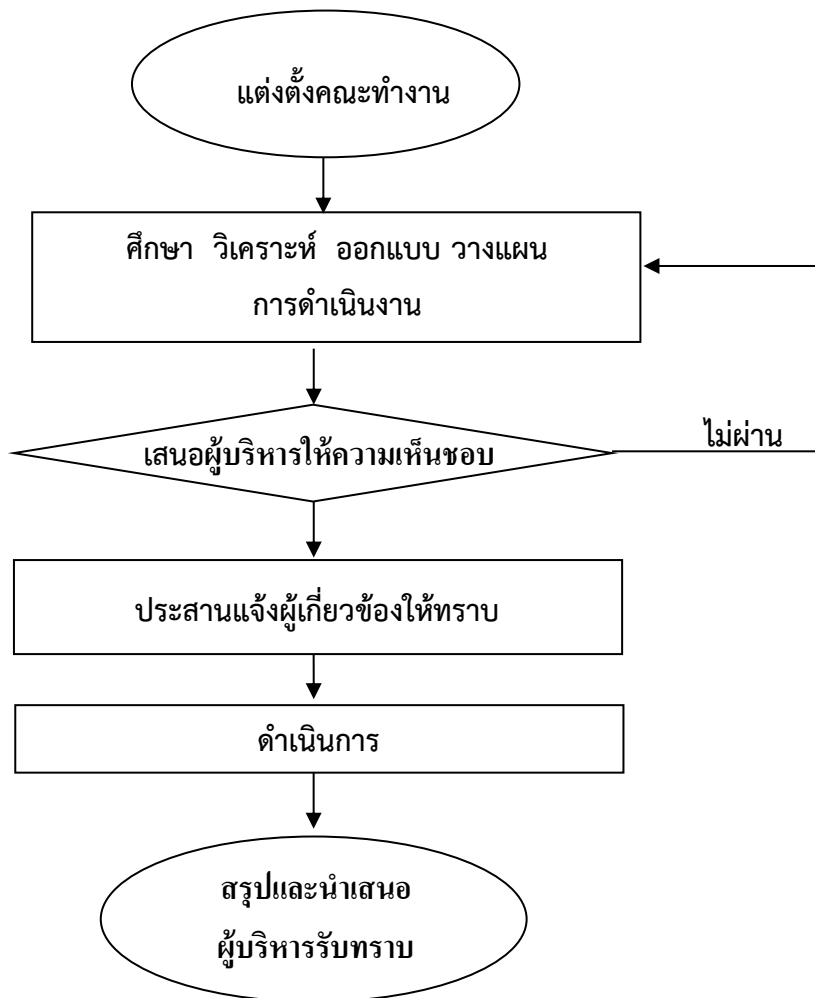 แต่งตั้งคณะทำงาน
ศึกษา วิเคราะห์ ออกแบบ วางแผน
การดำเนินงาน
เสนอผู้บริหารให้ความเห็นชอบ
ไม่ผ่าน
ประสานแจ้งผู้เกี่ยวข้องให้ทราบ
ดำเนินการ
สรุปและนำเสนอ
ผู้บริหารรับทราบ